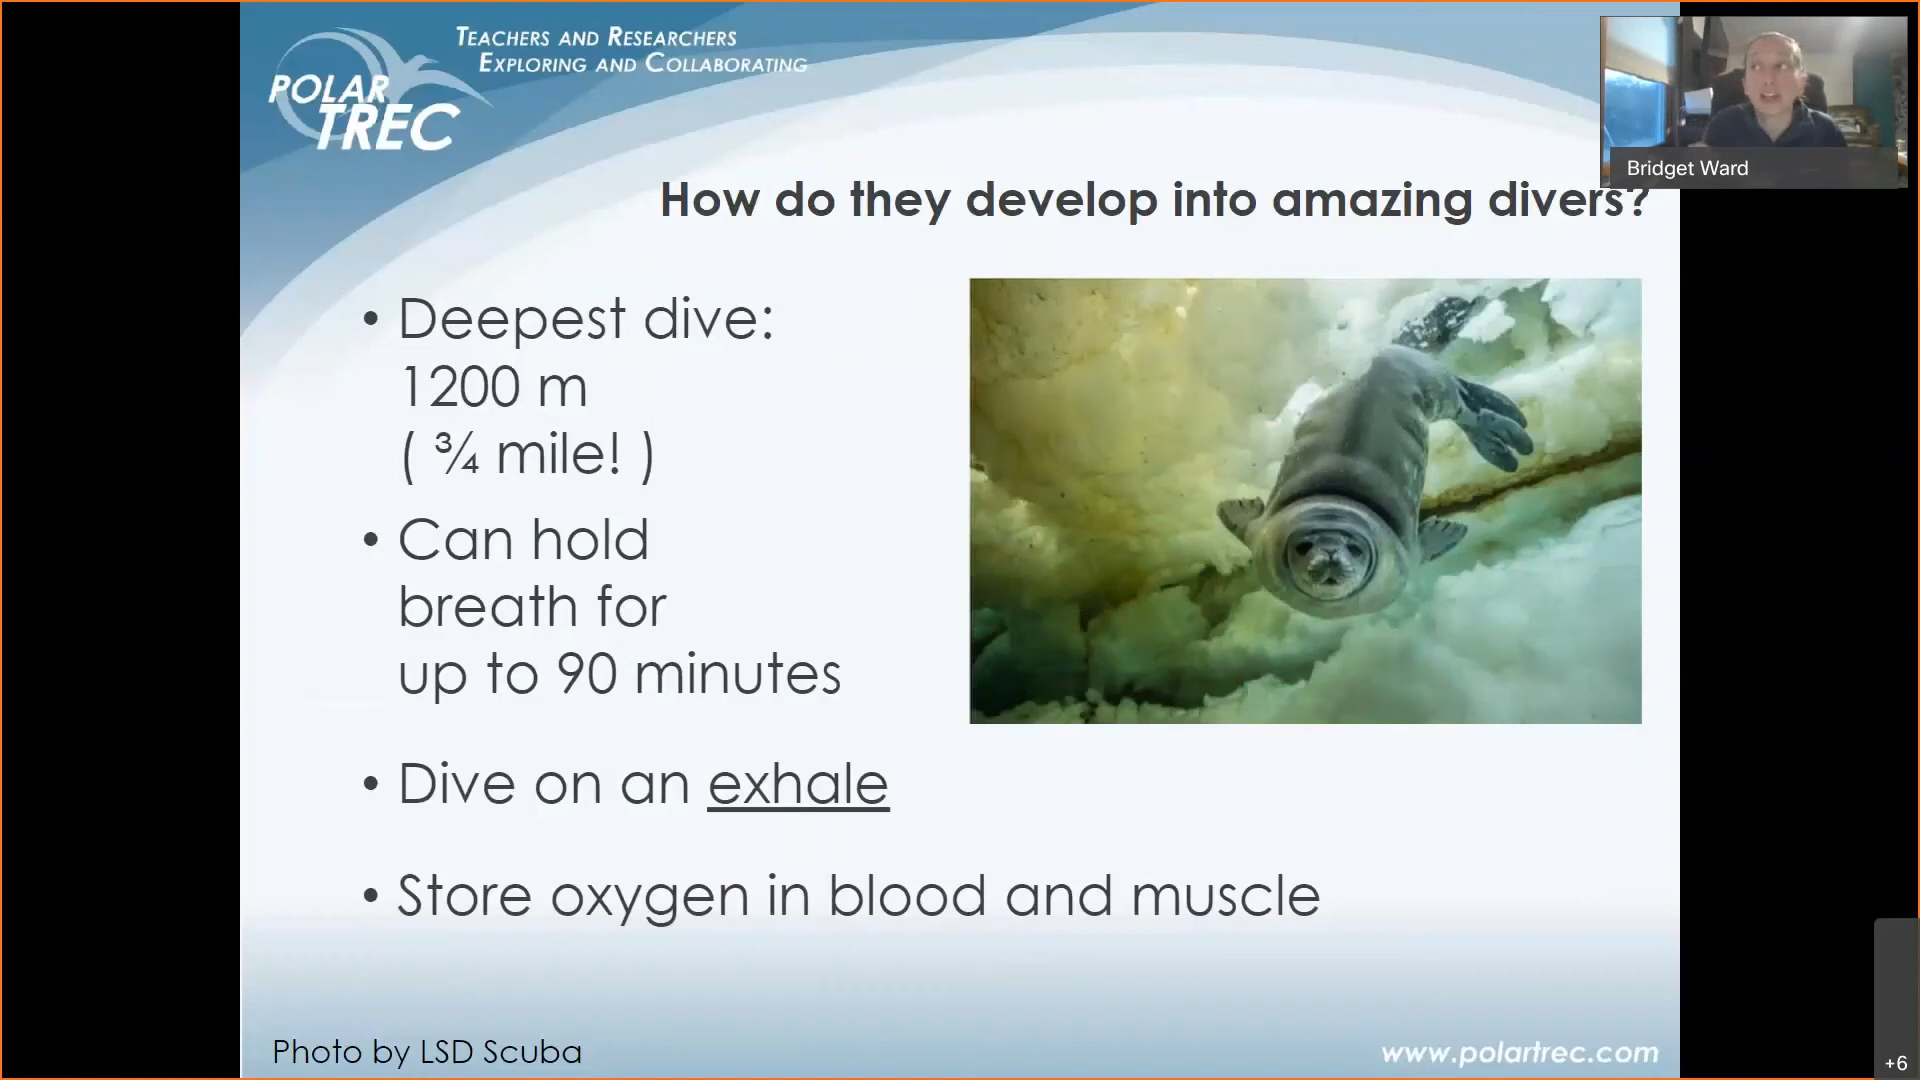 TEACHERS AND RESEARCHERS
EXPLORING AND COLLABORATING
POLAR
TREC
Bridget Ward
How do they develop into amazing divers?
• Deepest dive:
1200 m
( ¾ mile! )
• Can hold
breath for
up to 90 minutes
• Dive on an exhale
• Store oxygen in blood and muscle
Photo by LSD Scuba
www.polartrec.com
+6